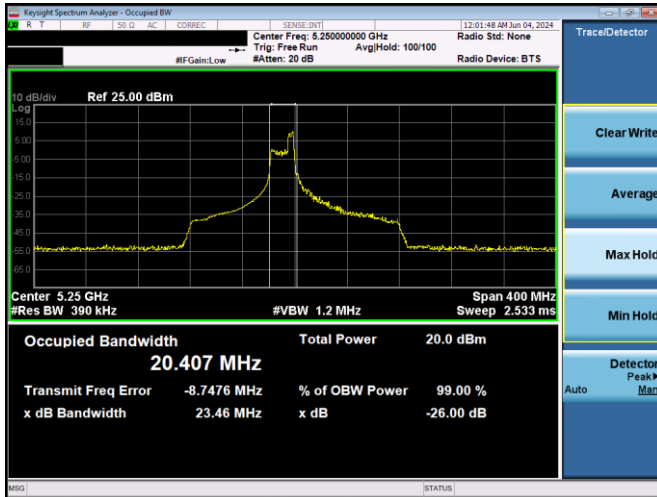 Keysight Spectrum Analyzer - Occupied BW
LXI R T RF 50 Ω AC CORREC SENSE:INT 12:01:48 AM Jun 04, 2024
Center Freq: 5.250000000 GHz Radio Std: None
Trig: Free Run Avg|Hold: 100/100
#IFGain:Low #Atten: 20 dB Radio Device: BTS
10 dB/div Ref 25.00 dBm
Log
15.0
5.00
-5.00
-15.0
-25.0
-35.0
-45.0
-55.0
-65.0
Center 5.25 GHz Span 400 MHz
#Res BW 390 kHz #VBW 1.2 MHz Sweep 2.533 ms
Occupied Bandwidth Total Power 20.0 dBm
20.407 MHz
Transmit Freq Error -8.7476 MHz % of OBW Power 99.00 %
x dB Bandwidth 23.46 MHz x dB -26.00 dB
MSG STATUS
Trace/Detector
Clear Write
Average
Max Hold
Min Hold
Detector
Peak▶
Auto Man